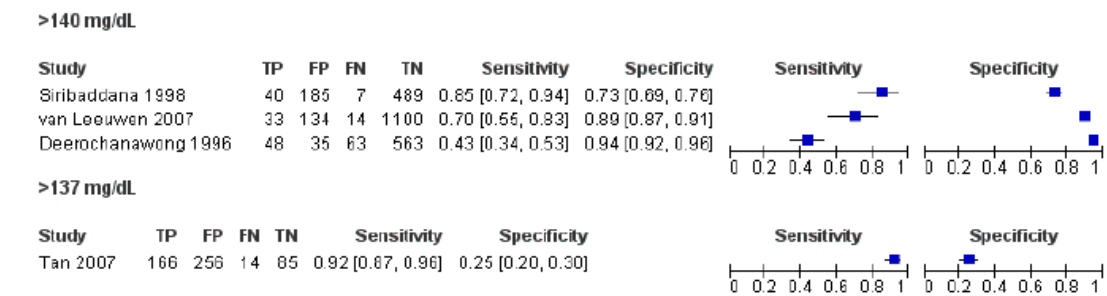 >140 mg/dL
Study TP FP FN TN Sensitivity Specificity Sensitivity Specificity
Siribaddana 1998 40 185 7 489 0.85 [0.72, 0.94] 0.73 [0.69, 0.76]
van Leeuwen 2007 33 134 14 1100 0.70 [0.55, 0.83] 0.89 [0.87, 0.91]
Deerochanawong 1996 48 35 63 563 0.43 [0.34, 0.53] 0.94 [0.92, 0.96]
0 0.2 0.4 0.6 0.8 1 0 0.2 0.4 0.6 0.8 1
>137 mg/dL
Study TP FP FN TN Sensitivity Specificity Sensitivity Specificity
Tan 2007 166 256 14 85 0.92 [0.87, 0.96] 0.25 [0.20, 0.30]
0 0.2 0.4 0.6 0.8 1 0 0.2 0.4 0.6 0.8 1